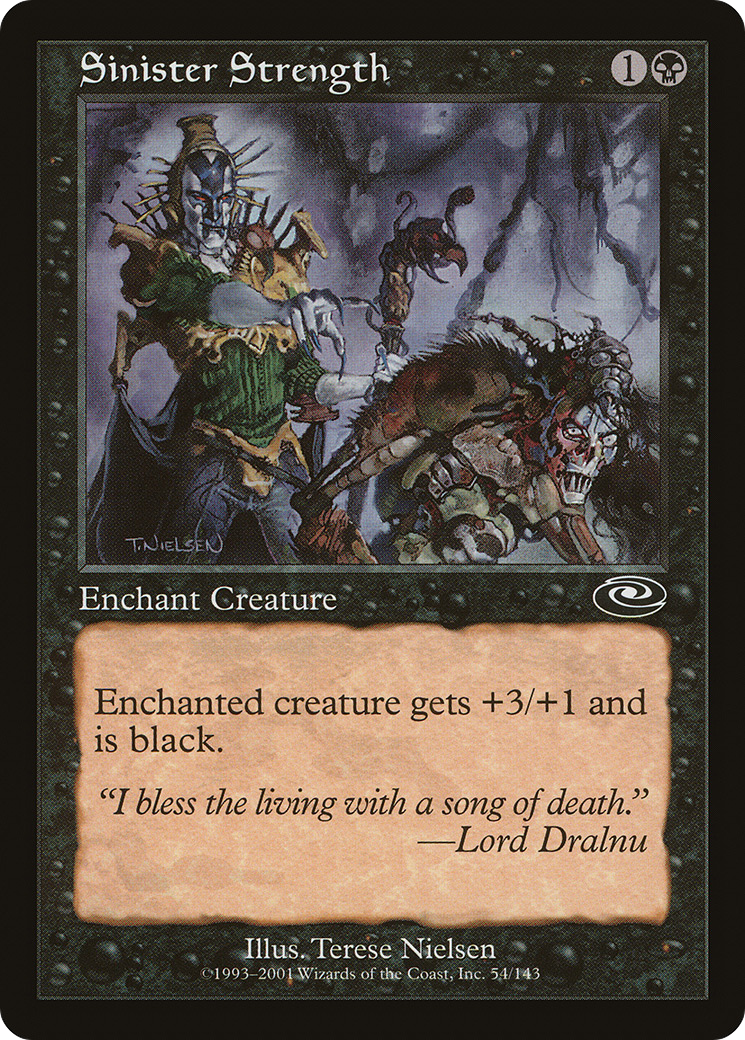 Sinister Strength 1
T. NIELSEN
Enchant Creature
Enchanted creature gets +3/+1 and
is black.
“I bless the living with a song of death.”
—Lord Dralnu
Illus. Terese Nielsen
©1993–2001 Wizards of the Coast, Inc. 54/143